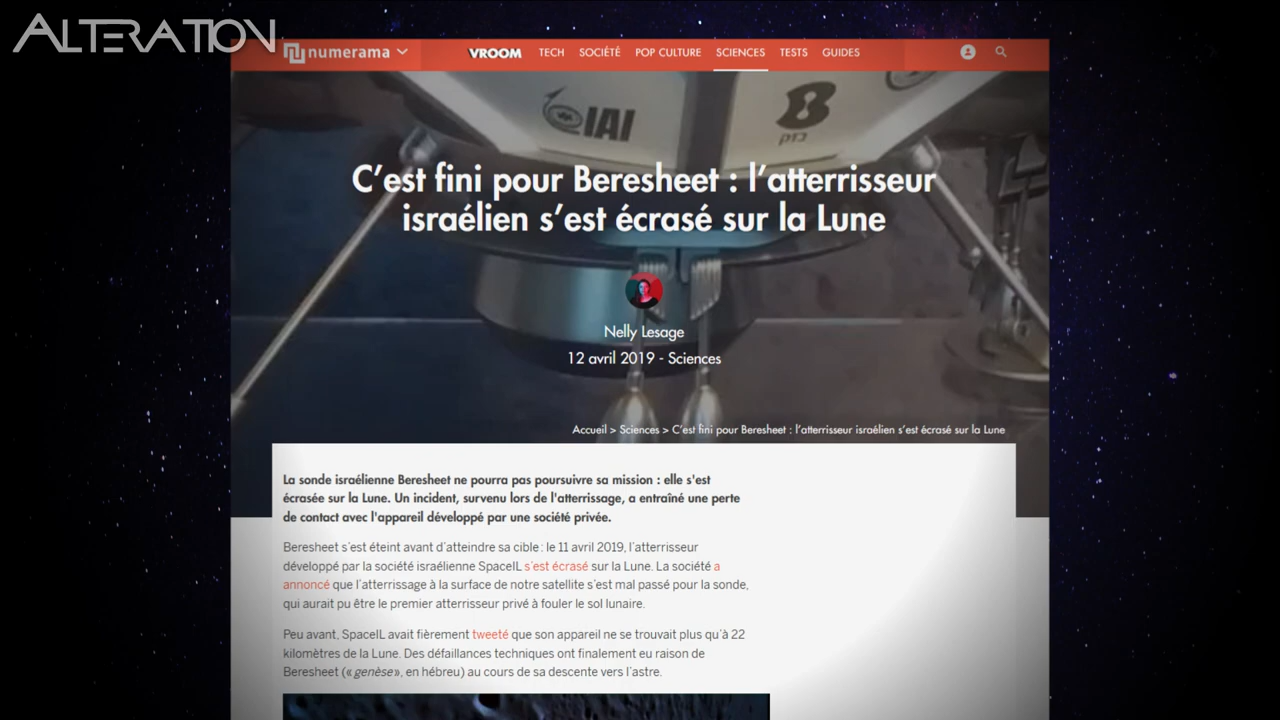 ALTERATION
numerama
VROOM TECH SOCIÉTÉ POP CULTURE SCIENCES TESTS GUIDES
IAI
B
בזק
C’est fini pour Beresheet : l’atterrisseur
israélien s’est écrasé sur la Lune
Nelly Lesage
12 avril 2019 - Sciences
Accueil > Sciences > C’est fini pour Beresheet : l’atterrisseur israélien s’est écrasé sur la Lune
La sonde israélienne Beresheet ne pourra pas poursuivre sa mission : elle s'est
écrasée sur la Lune. Un incident, survenu lors de l'atterrissage, a entraîné une perte
de contact avec l'appareil développé par une société privée.
Beresheet s’est éteint avant d’atteindre sa cible : le 11 avril 2019, l’atterrisseur
développé par la société israélienne SpaceIL s’est écrasé sur la Lune. La société a
annoncé que l’atterrissage à la surface de notre satellite s’est mal passé pour la sonde,
qui aurait pu être le premier atterrisseur privé à fouler le sol lunaire.
Peu avant, SpaceIL avait fièrement tweeté que son appareil ne se trouvait plus qu’à 22
kilomètres de la Lune. Des défaillances techniques ont finalement eu raison de
Beresheet (« genèse », en hébreu) au cours de sa descente vers l’astre.